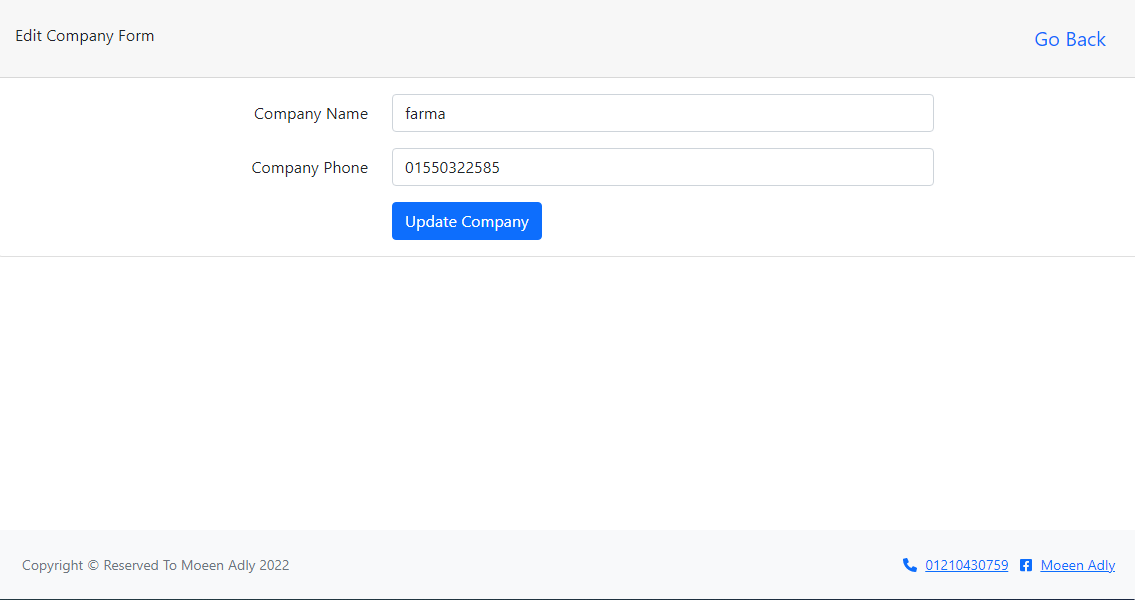 Edit Company Form
Go Back
Company Name
farma
Company Phone
01550322585
Update Company
Copyright © Reserved To Moeen Adly 2022
01210430759 Moeen Adly